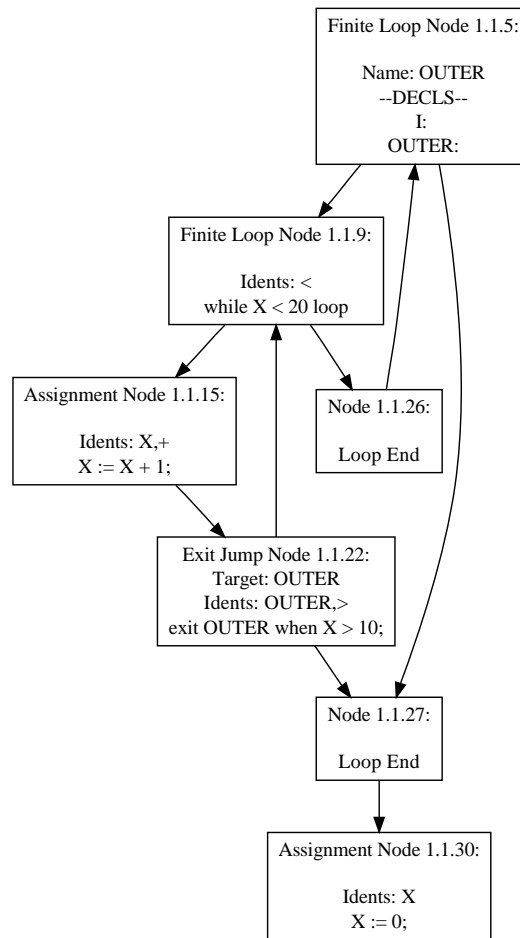 Finite Loop Node 1.1.5:
Name: OUTER
--DECLS--
I:
OUTER:
Finite Loop Node 1.1.9:
Idents: <
while X < 20 loop
Assignment Node 1.1.15:
Idents: X,+
X := X + 1;
Node 1.1.26:
Loop End
Exit Jump Node 1.1.22:
Target: OUTER
Idents: OUTER,>
exit OUTER when X > 10;
Node 1.1.27:
Loop End
Assignment Node 1.1.30:
Idents: X
X := 0;